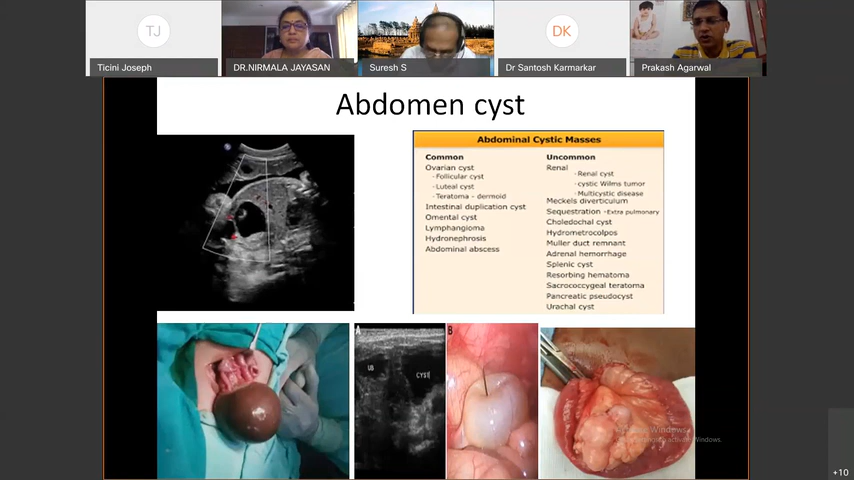 TJ
DK
Ticini Joseph
DR.NIRMALA JAYASAN
Suresh S
Dr Santosh Karmarkar
Prakash Agarwal
Abdomen cyst
Abdominal Cystic Masses
Common
Ovarian cyst
- Follicular cyst
- Luteal cyst
- Teratoma - dermoid
Intestinal duplication cyst
Omental cyst
Lymphangioma
Hydronephrosis
Abdominal abscess
Uncommon
Renal
- Renal cyst
- cystic Wilms tumor
- Multicystic disease
Meckels diverticulum
Sequestration -Extra pulmonary
Choledochal cyst
Hydrometrocolpos
Muller duct remnant
Adrenal hemorrhage
Splenic cyst
Resorbing hematoma
Sacrococcygeal teratoma
Pancreatic pseudocyst
Urachal cyst
A
UB
CYST
B
Windows
activate Windows.
+10